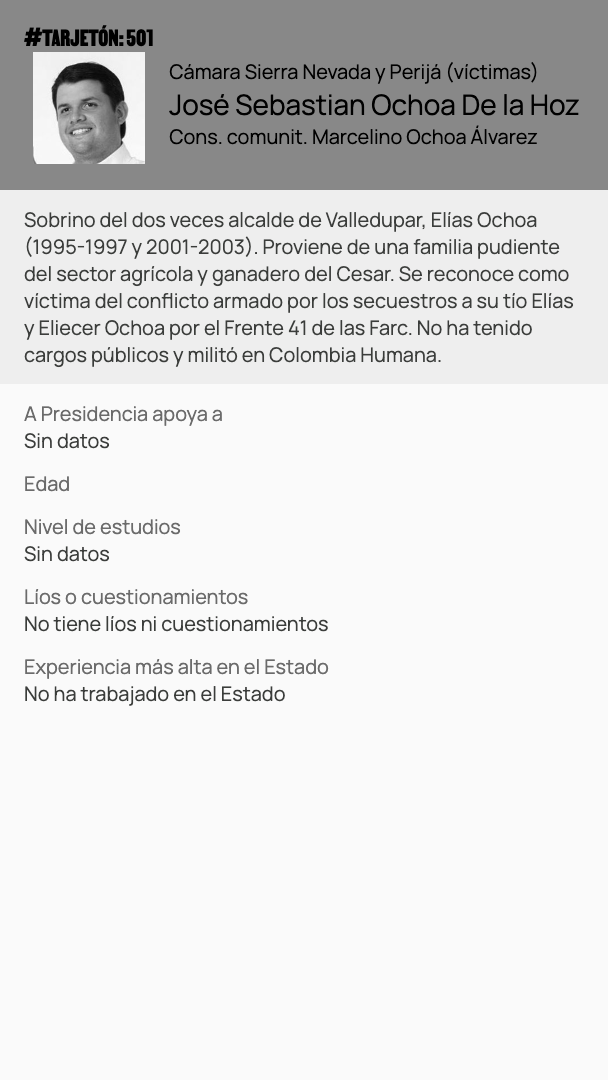 #TARJETÓN: 501
Cámara Sierra Nevada y Perijá (víctimas)
José Sebastian Ochoa De la Hoz
Cons. comunit. Marcelino Ochoa Álvarez
Sobrino del dos veces alcalde de Valledupar, Elías Ochoa
(1995-1997 y 2001-2003). Proviene de una familia pudiente
del sector agrícola y ganadero del Cesar. Se reconoce como
víctima del conflicto armado por los secuestros a su tío Elías
y Eliecer Ochoa por el Frente 41 de las Farc. No ha tenido
cargos públicos y militó en Colombia Humana.
A Presidencia apoya a
Sin datos
Edad
Nivel de estudios
Sin datos
Líos o cuestionamientos
No tiene líos ni cuestionamientos
Experiencia más alta en el Estado
No ha trabajado en el Estado